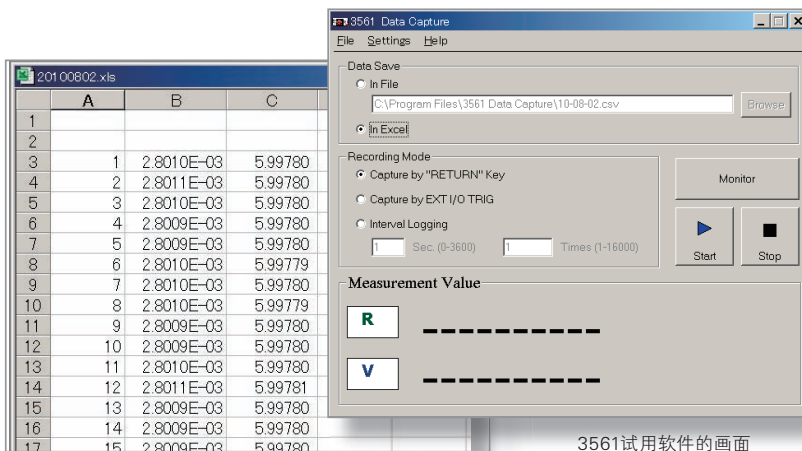 3561 Data Capture
File Settings Help
Data Save
In File
C:\Program Files\3561 Data Capture\10-08-02.csv
Browse
In Excel
Recording Mode
Capture by "RETURN" Key
Capture by EXT I/O TRIG
Interval Logging
1 Sec. (0-3600) 1 Times (1-16000)
Monitor
Start Stop
Measurement Value
R
V
20100802.xls
A B C
1
2
3 1 2.8010E-03 5.99780
4 2 2.8011E-03 5.99780
5 3 2.8010E-03 5.99780
6 4 2.8009E-03 5.99780
7 5 2.8009E-03 5.99780
8 6 2.8010E-03 5.99779
9 7 2.8010E-03 5.99780
10 8 2.8010E-03 5.99779
11 9 2.8009E-03 5.99780
12 10 2.8009E-03 5.99780
13 11 2.8010E-03 5.99780
14 12 2.8011E-03 5.99781
15 13 2.8009E-03 5.99780
16 14 2.8009E-03 5.99780
17 15 2.8009E-03 5.99780
3561试用软件的画面